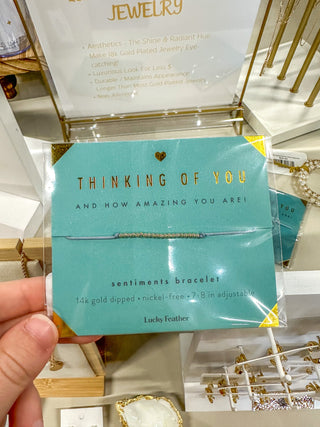 JEWELRY
• Aesthetics - The Shine & Radiant Hue
Make 18k Gold Plated Jewelry Eye-
catching!
• Luxurious Look For Less $
• Durable / Maintains Appearance
Longer Than Most Gold Plated Jewelry
THINKING OF YOU
AND HOW AMAZING YOU ARE!
sentiments bracelet
14k gold dipped • nickel-free • 7-8 in adjustable
Lucky Feather